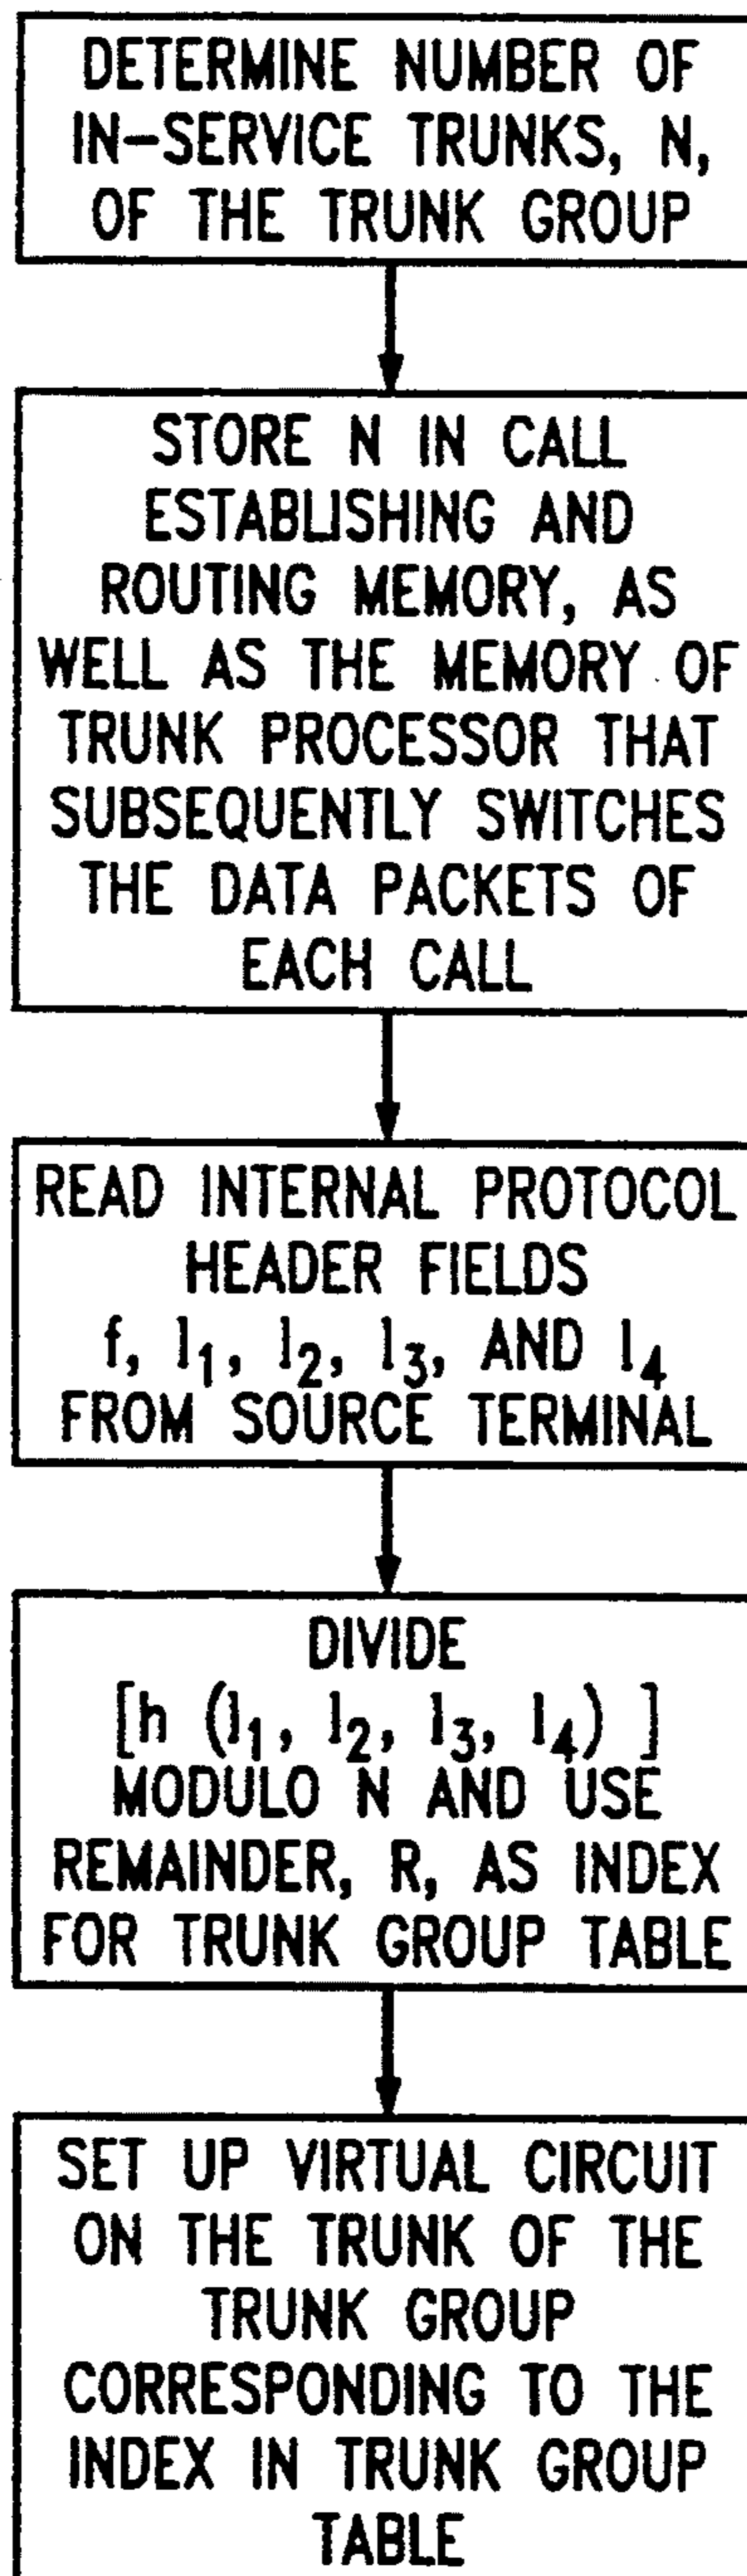 DETERMINE NUMBER OF
IN-SERVICE TRUNKS, N,
OF THE TRUNK GROUP
STORE N IN CALL
ESTABLISHING AND
ROUTING MEMORY, AS
WELL AS THE MEMORY OF
TRUNK PROCESSOR THAT
SUBSEQUENTLY SWITCHES
THE DATA PACKETS OF
EACH CALL
READ INTERNAL PROTOCOL
HEADER FIELDS
f, l₁, l₂, l₃, AND l₄
FROM SOURCE TERMINAL
DIVIDE
[h (l₁, l₂, l₃, l₄) ]
MODULO N AND USE
REMAINDER, R, AS INDEX
FOR TRUNK GROUP TABLE
SET UP VIRTUAL CIRCUIT
ON THE TRUNK OF THE
TRUNK GROUP
CORRESPONDING TO THE
INDEX IN TRUNK GROUP
TABLE